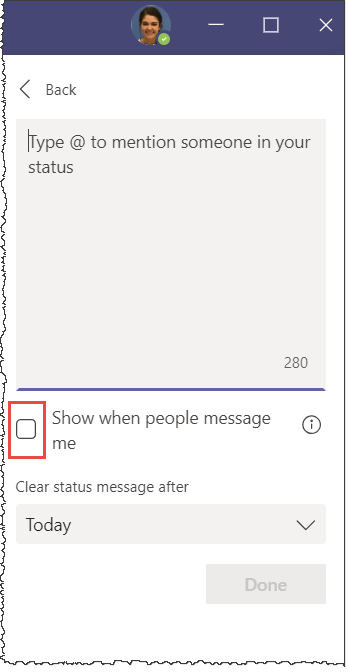 Back
Type @ to mention someone in your
status
280
Show when people message
me
Clear status message after
Today
Done